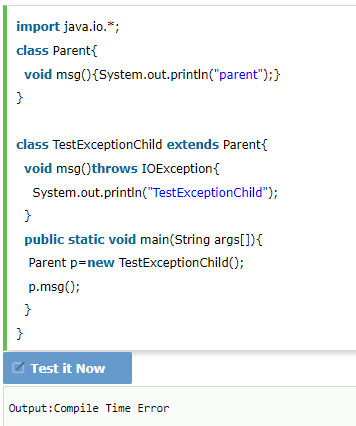 import java.io.*;
class Parent{
  void msg(){System.out.println("parent");}
}

class TestExceptionChild extends Parent{
  void msg()throws IOException{
    System.out.println("TestExceptionChild");
  }
  public static void main(String args[]){
   Parent p=new TestExceptionChild();
   p.msg();
  }
}
Test it Now
Output:Compile Time Error